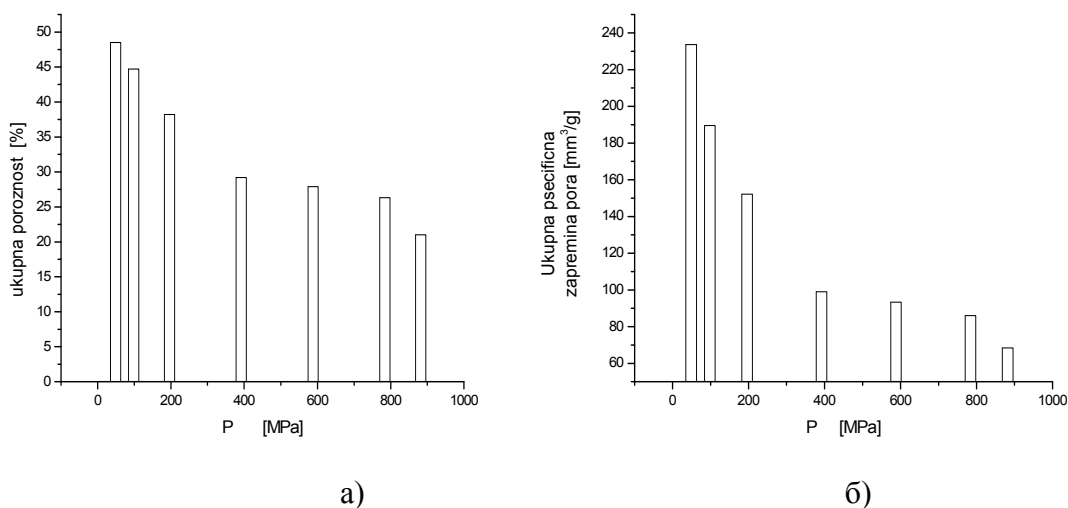 50
45
40
35
30
25
20
15
10
5
0
ukupna poroznost [%]
0 200 400 600 800 1000
P [MPa]
240
220
200
180
160
140
120
100
80
60
Ukupna psecificna
zapremina pora [mm³/g]
0 200 400 600 800 1000
P [MPa]
а)
б)